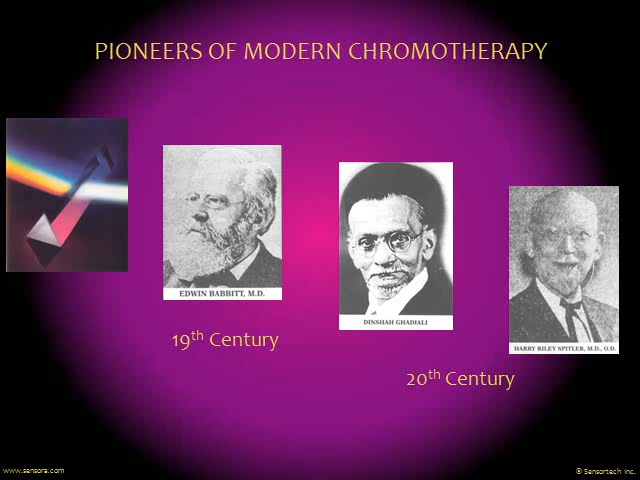 PIONEERS OF MODERN CHROMOTHERAPY
EDWIN BABBITT, M.D.
DINSHAH GHADIALI
HARRY RILEY SPITLER, M.D., O.D.
19th Century
20th Century
www.sensora.com
© Sensortech Inc.